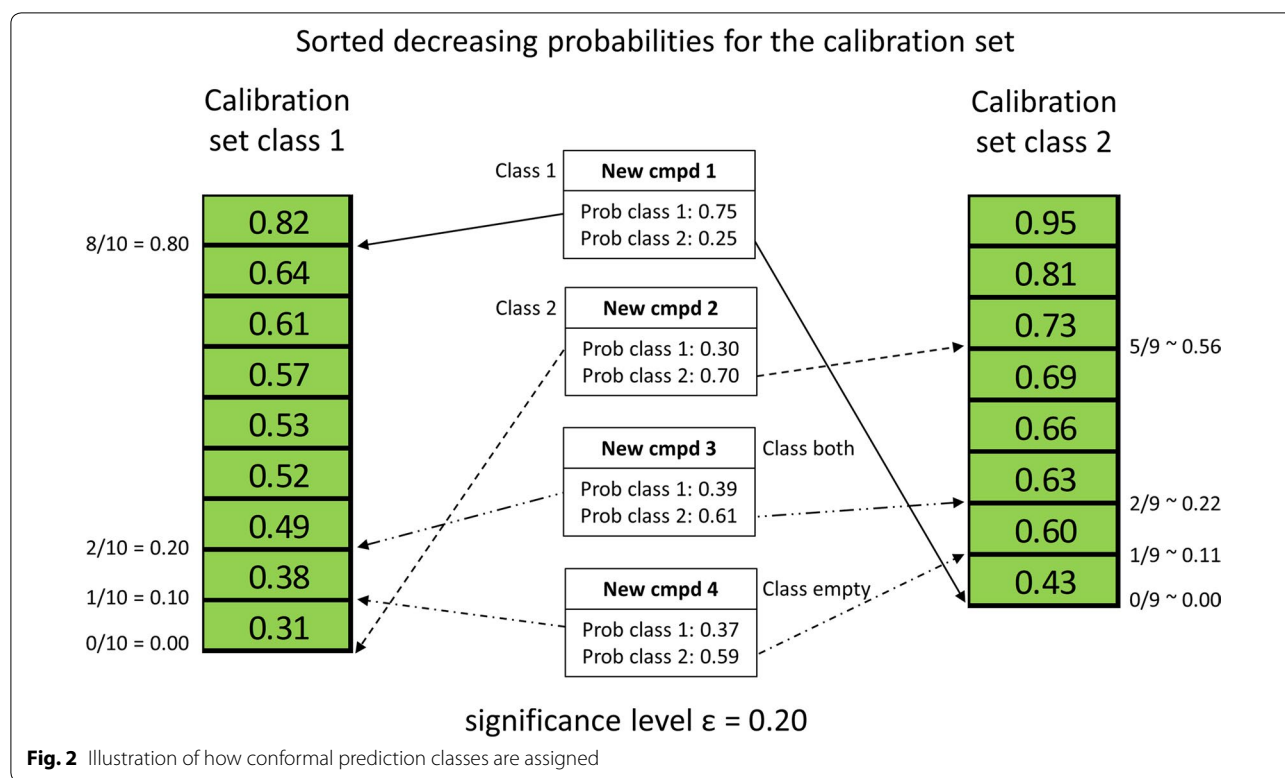 Sorted decreasing probabilities for the calibration set
Calibration
set class 1
8/10 = 0.80
2/10 = 0.20
1/10 = 0.10
0/10 = 0.00
0.82
0.64
0.61
0.57
0.53
0.52
0.49
0.38
0.31
Class 1
New cmpd 1
Prob class 1: 0.75
Prob class 2: 0.25
Class 2
New cmpd 2
Prob class 1: 0.30
Prob class 2: 0.70
New cmpd 3
Class both
Prob class 1: 0.39
Prob class 2: 0.61
New cmpd 4
Class empty
Prob class 1: 0.37
Prob class 2: 0.59
Calibration
set class 2
0.95
0.81
0.73
0.69
0.66
0.63
0.60
0.43
5/9 ~ 0.56
2/9 ~ 0.22
1/9 ~ 0.11
0/9 ~ 0.00
significance level ε = 0.20
Fig. 2 Illustration of how conformal prediction classes are assigned